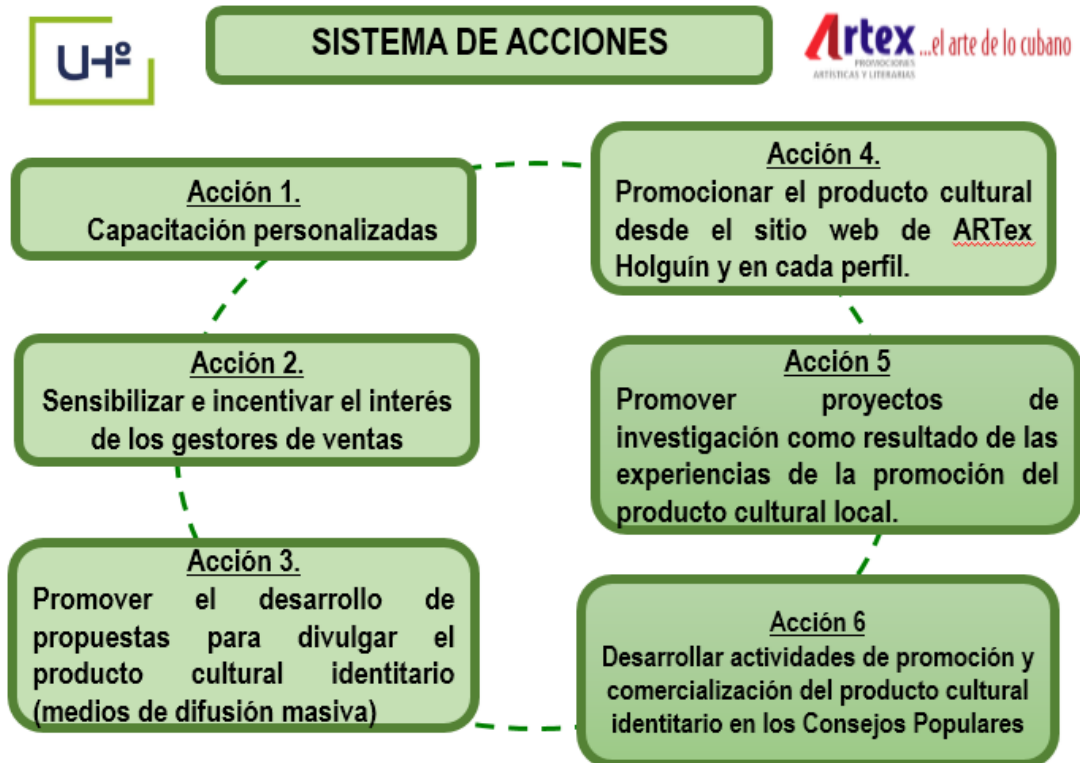 UHº
SISTEMA DE ACCIONES
Artex ...el arte de lo cubano
PROMOCIONES
ARTÍSTICAS Y LITERARIAS
Acción 1.
Capacitación personalizadas
Acción 2.
Sensibilizar e incentivar el interés
de los gestores de ventas
Acción 3.
Promover el desarrollo de
propuestas para divulgar el
producto cultural identitario
(medios de difusión masiva)
Acción 4.
Promocionar el producto cultural
desde el sitio web de ARTex
Holguín y en cada perfil.
Acción 5
Promover proyectos de
investigación como resultado de las
experiencias de la promoción del
producto cultural local.
Acción 6
Desarrollar actividades de promoción y
comercialización del producto cultural
identitario en los Consejos Populares